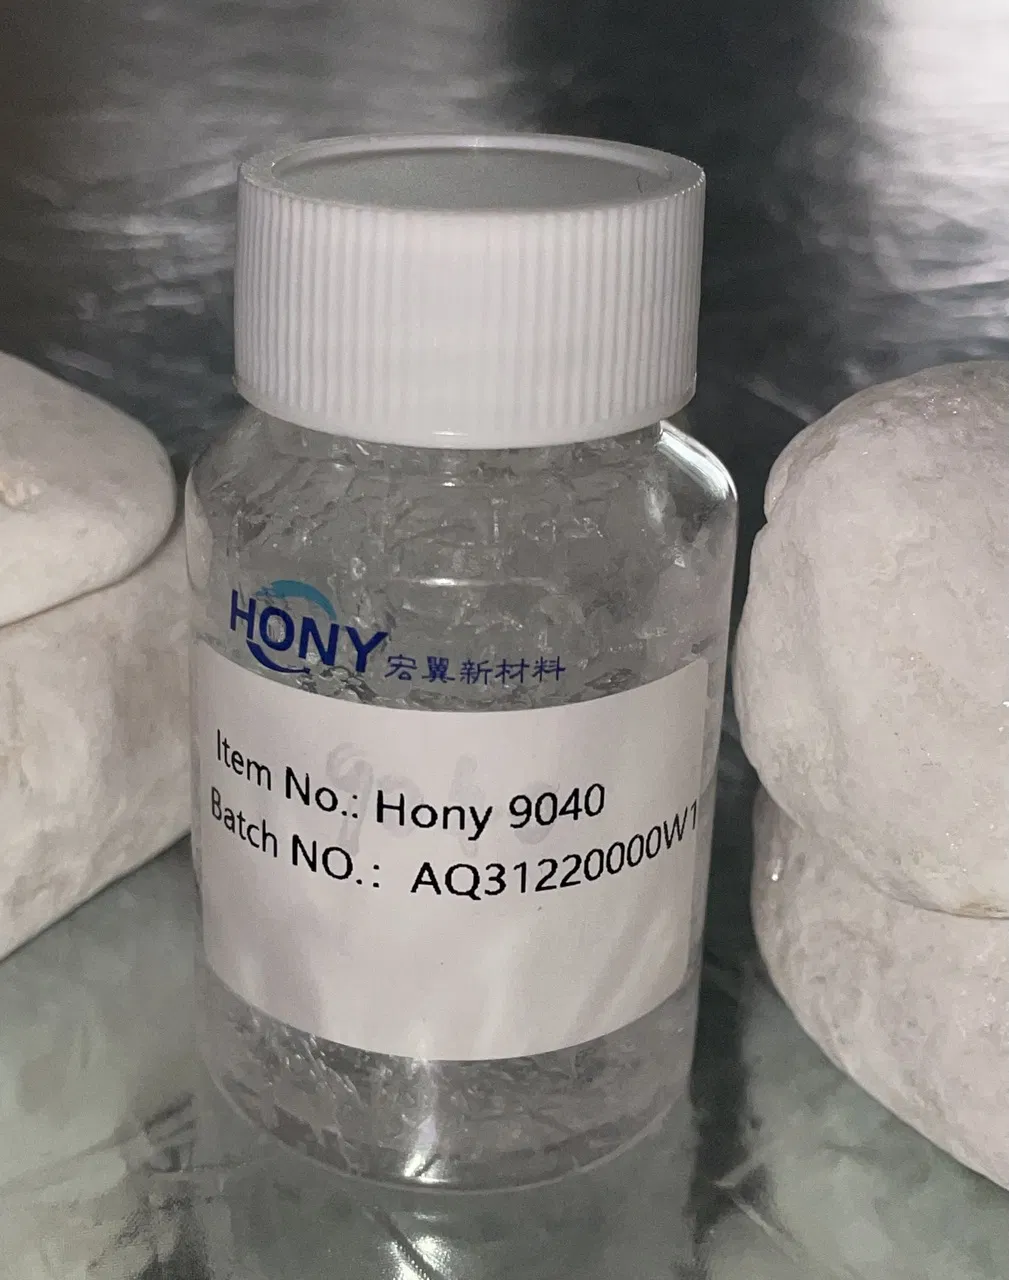 HONY 宏翼新材料
Item No.: Hony 9040
Batch NO.: AQ31220000W1